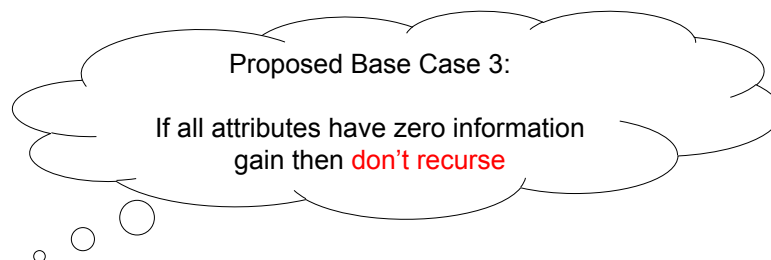 Proposed Base Case 3:
If all attributes have zero information
gain then don't recurse